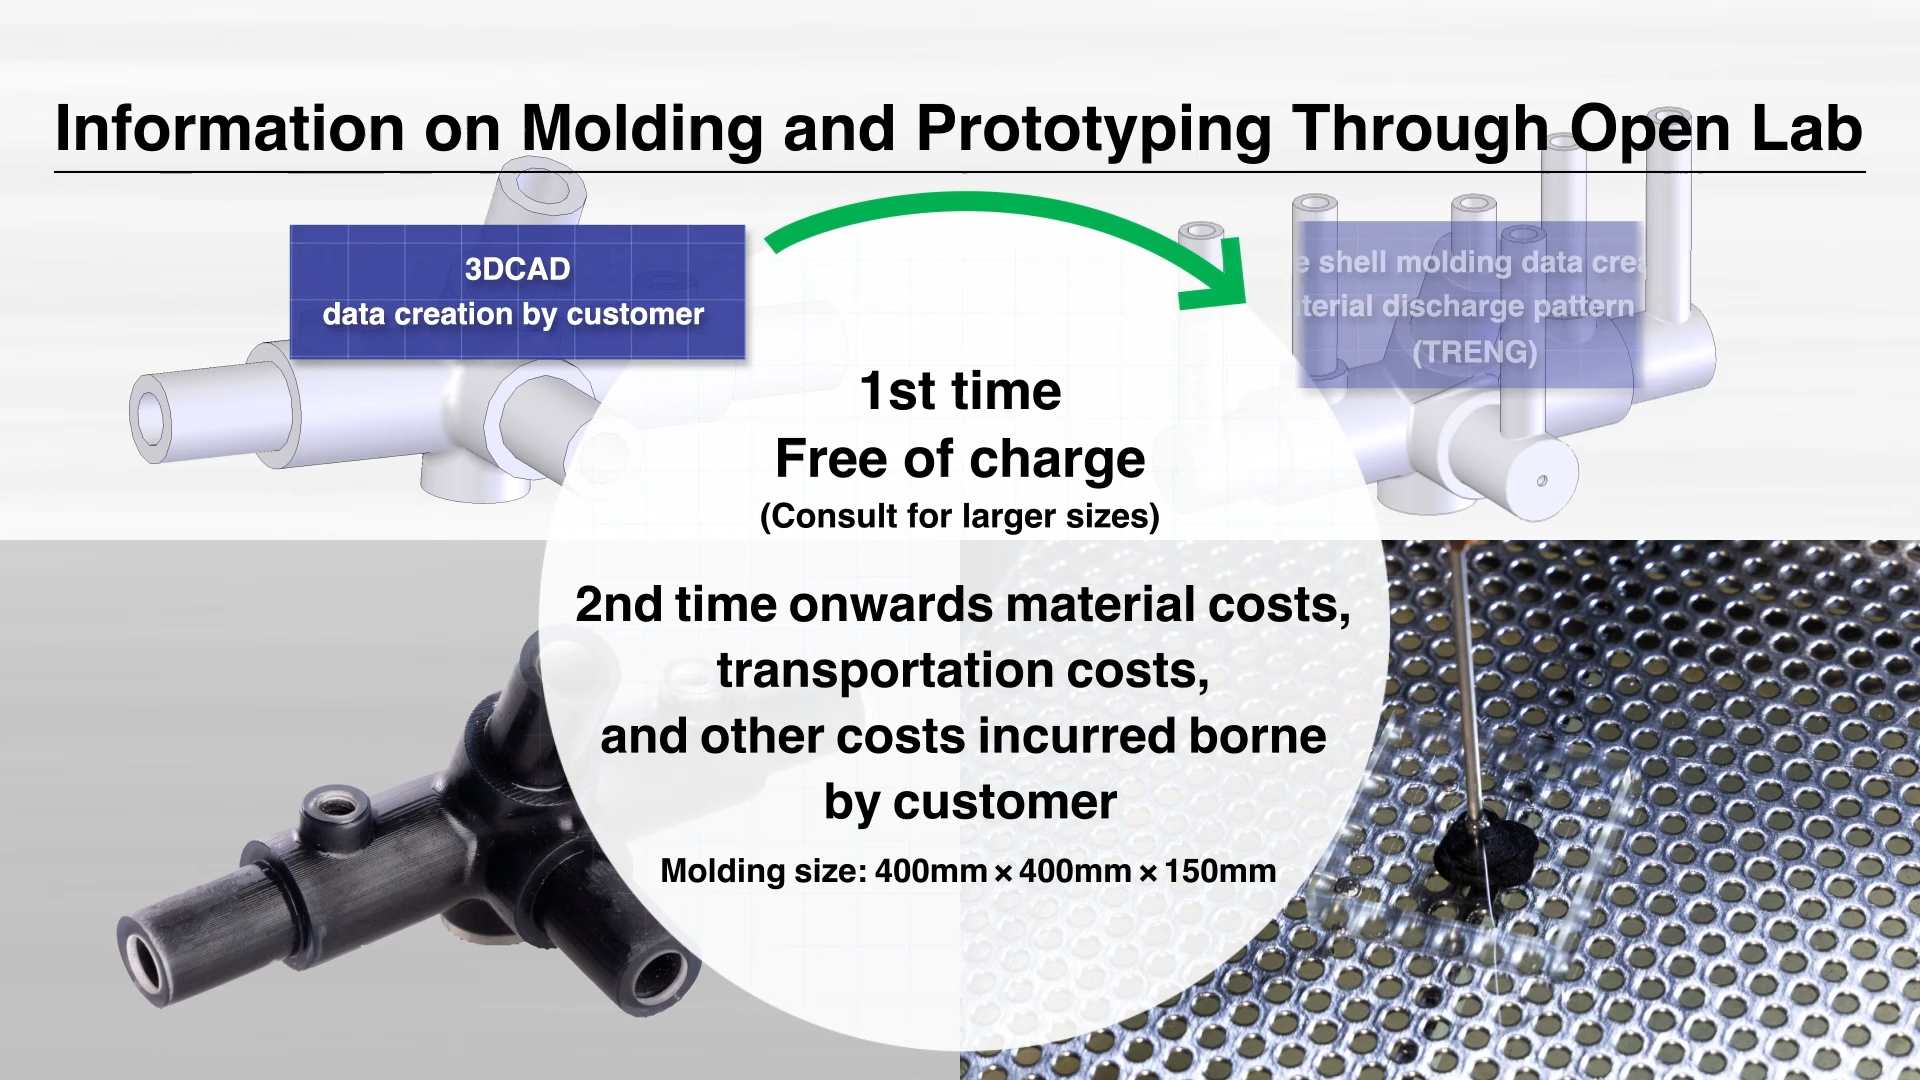 Information on Molding and Prototyping Through Open Lab
3DCAD
data creation by customer
shell molding data
discharge pattern
(TRENG)
1st time
Free of charge
(Consult for larger sizes)
2nd time onwards material costs,
transportation costs,
and other costs incurred borne
by customer
Molding size: 400mm × 400mm × 150mm